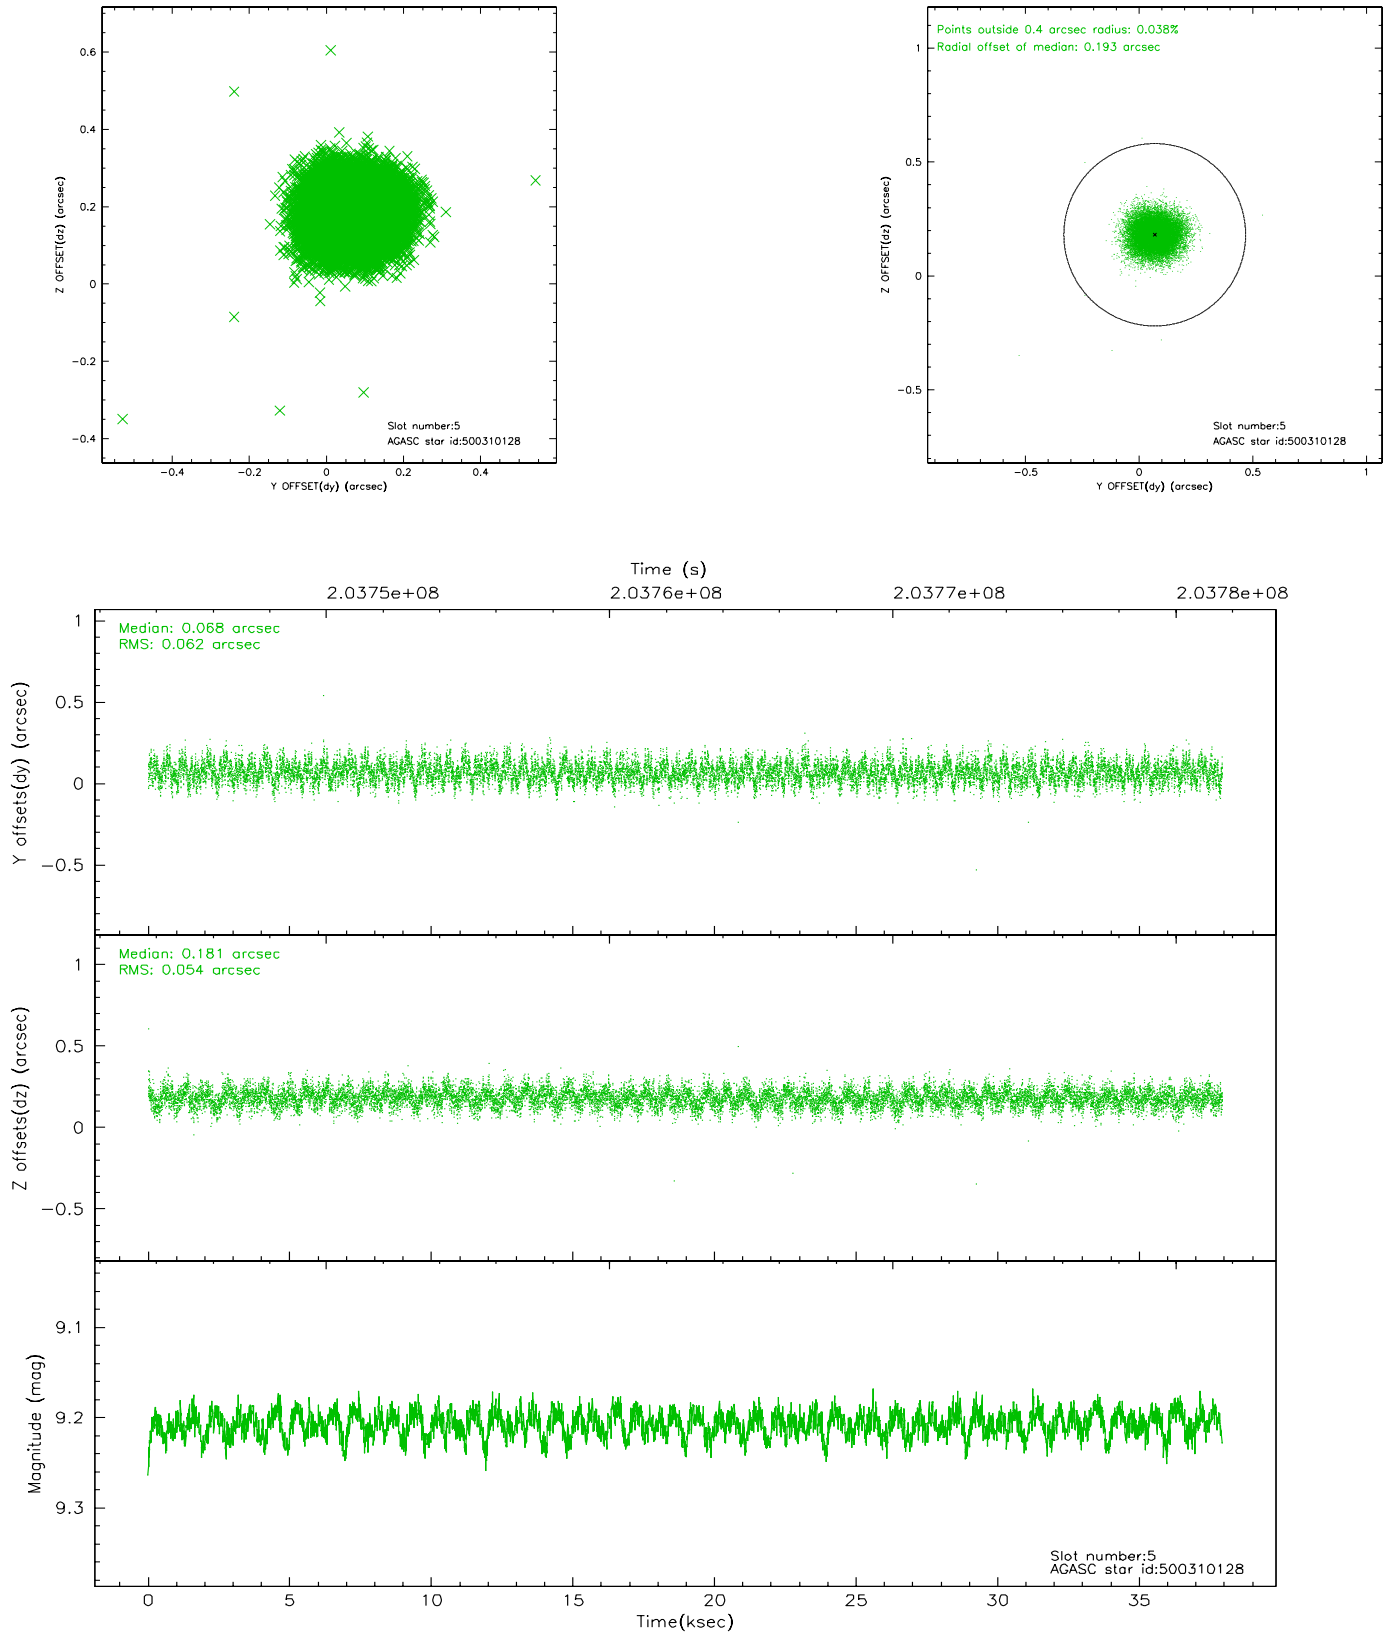 0.6
0.4
0.2
0
−0.2
−0.4
Z OFFSET(dz) (arcsec)
Slot number:5
AGASC star id:500310128
−0.4 −0.2 0 0.2 0.4
Y OFFSET(dy) (arcsec)
Points outside 0.4 arcsec radius: 0.038%
Radial offset of median: 0.193 arcsec
1
0.5
0
−0.5
Z OFFSET(dz) (arcsec)
Slot number:5
AGASC star id:500310128
−0.5 0 0.5 1
Y OFFSET(dy) (arcsec)
Time (s)
2.0375e+08 2.0376e+08 2.0377e+08 2.0378e+08
Median: 0.068 arcsec
RMS: 0.062 arcsec
1
0.5
0
−0.5
Y offsets(dy) (arcsec)
Median: 0.181 arcsec
RMS: 0.054 arcsec
1
0.5
0
−0.5
Z offsets(dz) (arcsec)
9.1
9.2
9.3
Magnitude (mag)
Slot number:5
AGASC star id:500310128
0 5 10 15 20 25 30 35
Time(ksec)